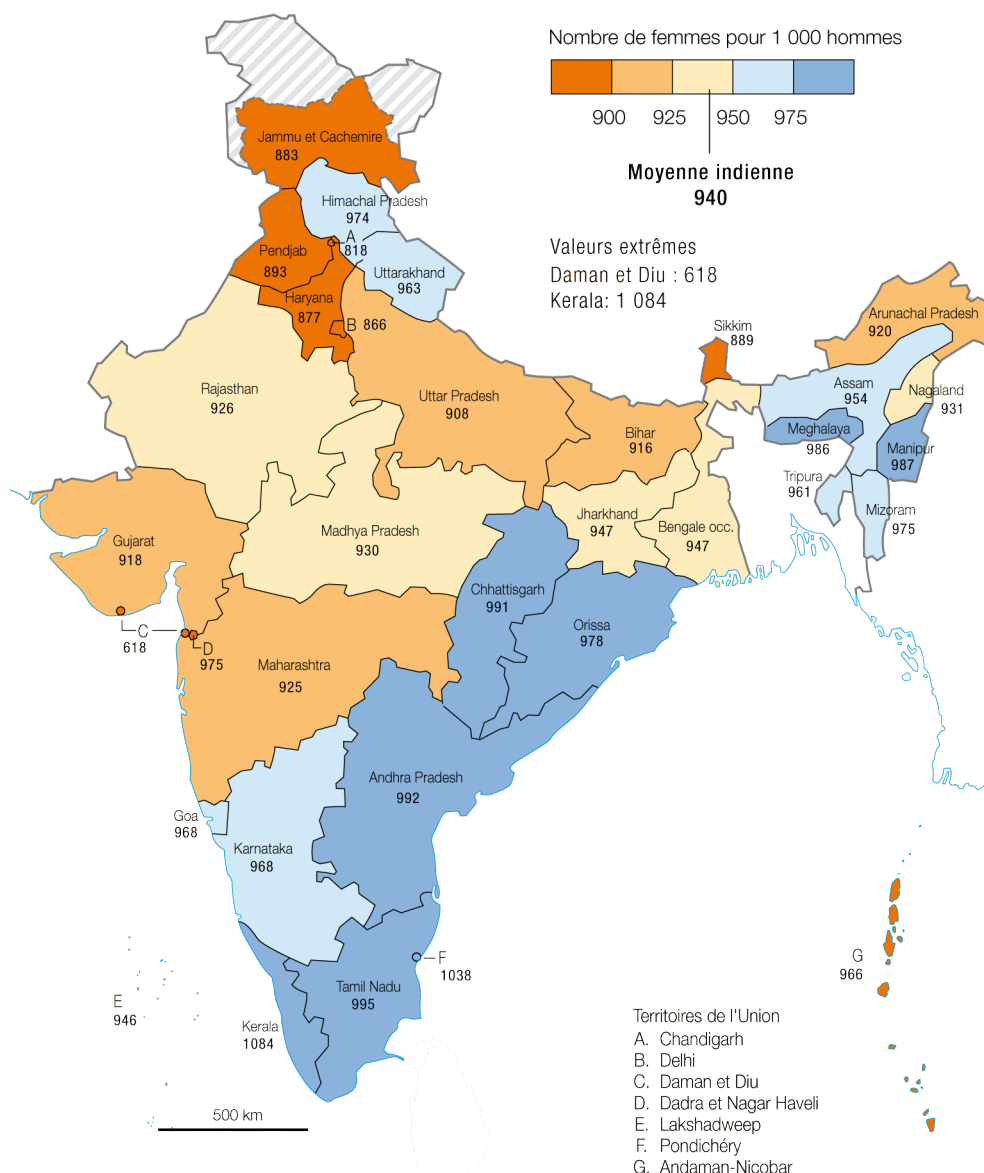 Nombre de femmes pour 1 000 hommes
900 925 950 975
Moyenne indienne
940
Valeurs extrêmes
Daman et Diu : 618
Kerala: 1 084
Jammu et Cachemire
883
Himachal Pradesh
974
A
818
Pendjab
893
Uttarakhand
963
Haryana
877
B
866
Sikkim
889
Arunachal Pradesh
920
Rajasthan
926
Uttar Pradesh
908
Assam
954
Nagaland
931
Bihar
916
Meghalaya
986
Manipur
987
Tripura
961
Mizoram
975
Gujarat
918
Madhya Pradesh
930
Jharkhand
947
Bengale occ.
947
Chhattisgarh
991
Orissa
978
C
618
D
975
Maharashtra
925
Andhra Pradesh
992
Goa
968
Karnataka
968
F
1038
G
966
E
946
Tamil Nadu
995
Kerala
1084
500 km
Territoires de l'Union
A. Chandigarh
B. Delhi
C. Daman et Diu
D. Dadra et Nagar Haveli
E. Lakshadweep
F. Pondichéry
G. Andaman-Nicobar